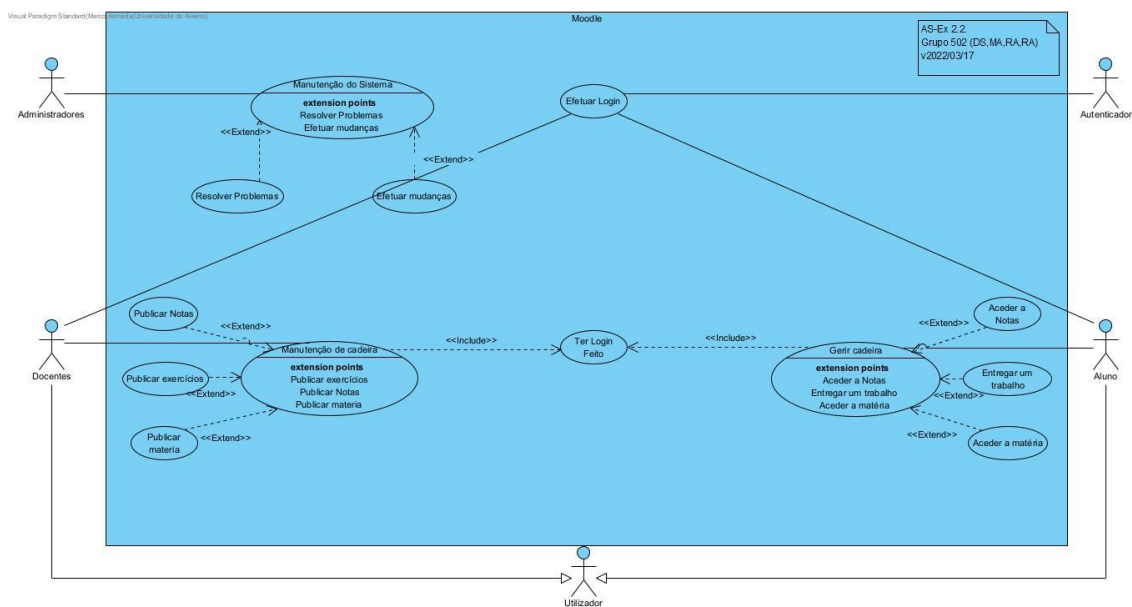 Visual Paradigm Standard(Marco Almeida(Universidade de Aveiro)
Moodle
AS-Ex 2.2.
Grupo 502 (DS,MA,RA,RA)
v2022/03/17
Administradores
Manutenção do Sistema
extension points
Resolver Problemas
Efetuar mudanças
Efetuar Login
Autenticador
<<Extend>>
<<Extend>>
Resolver Problemas
Efetuar mudanças
Publicar Notas
<<Extend>>
Aceder a
Notas
<<Extend>>
Docentes
Manutenção de cadeira
extension points
Publicar exercícios
Publicar Notas
Publicar materia
<<Include>>
Ter Login
Feito
<<Include>>
Gerir cadeira
extension points
Aceder a Notas
Entregar um trabalho
Aceder a matéria
Aluno
Publicar exercícios
<<Extend>>
Entregar um
trabalho
<<Extend>>
Publicar
materia
<<Extend>>
Aceder a matéria
<<Extend>>
Utilizador